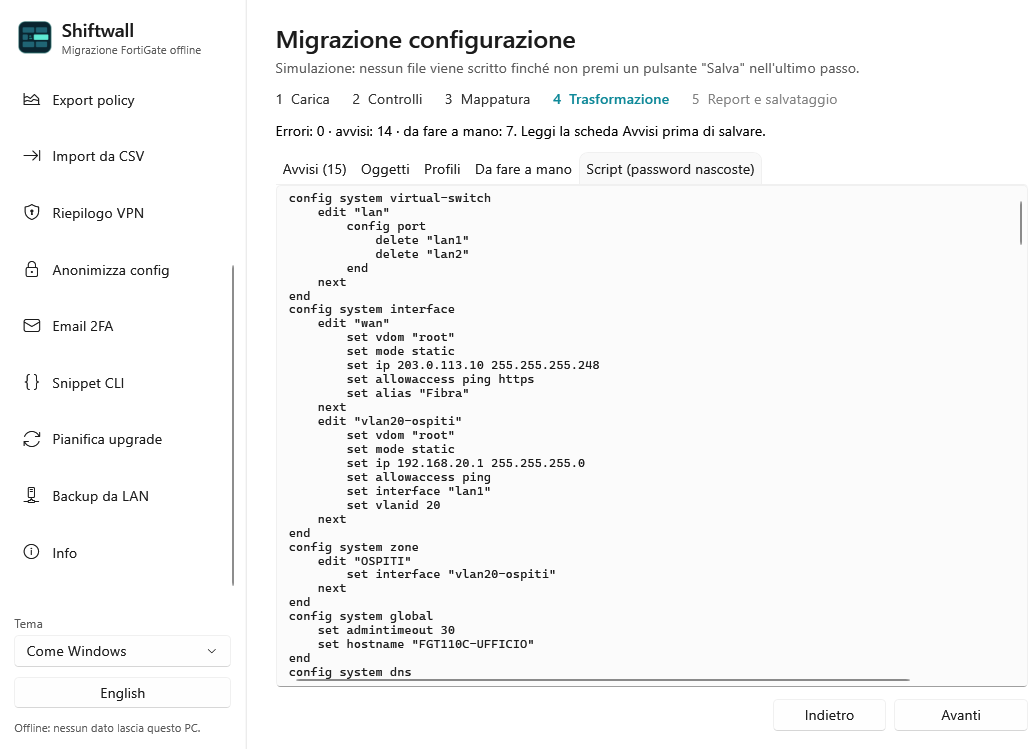 Shiftwall
Migrazione FortiGate offline
Export policy
Import da CSV
Riepilogo VPN
Anonimizza config
Email 2FA
Snippet CLI
Pianifica upgrade
Backup da LAN
Info
Tema
Come Windows
English
Offline: nessun dato lascia questo PC.
Migrazione configurazione
Simulazione: nessun file viene scritto finché non premi un pulsante "Salva" nell'ultimo passo.
1 Carica 2 Controlli 3 Mappatura 4 Trasformazione 5 Report e salvataggio
Errori: 0 · avvisi: 14 · da fare a mano: 7. Leggi la scheda Avvisi prima di salvare.
Avvisi (15) Oggetti Profili Da fare a mano Script (password nascoste)
config system virtual-switch
    edit "lan"
        config port
            delete "lan1"
            delete "lan2"
        end
    next
end
config system interface
    edit "wan"
        set vdom "root"
        set mode static
        set ip 203.0.113.10 255.255.255.248
        set allowaccess ping https
        set alias "Fibra"
    next
    edit "vlan20-ospiti"
        set vdom "root"
        set mode static
        set ip 192.168.20.1 255.255.255.0
        set allowaccess ping
        set interface "lan1"
        set vlanid 20
    next
end
config system zone
    edit "OSPITI"
        set interface "vlan20-ospiti"
    next
end
config system global
    set admintimeout 30
    set hostname "FGT110C-UFFICIO"
end
config system dns
Indietro
Avanti